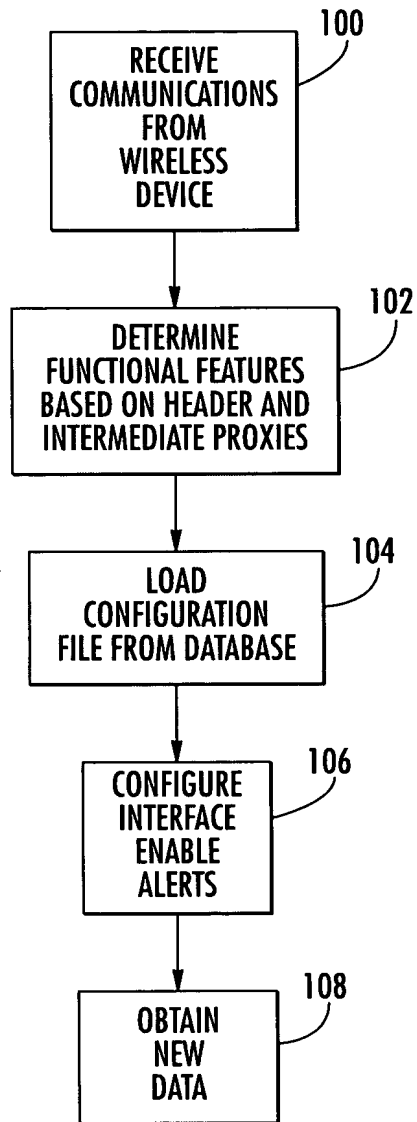 100
RECEIVE
COMMUNICATIONS
FROM
WIRELESS
DEVICE
102
DETERMINE
FUNCTIONAL FEATURES
BASED ON HEADER AND
INTERMEDIATE PROXIES
104
LOAD
CONFIGURATION
FILE FROM DATABASE
106
CONFIGURE
INTERFACE
ENABLE
ALERTS
108
OBTAIN
NEW
DATA